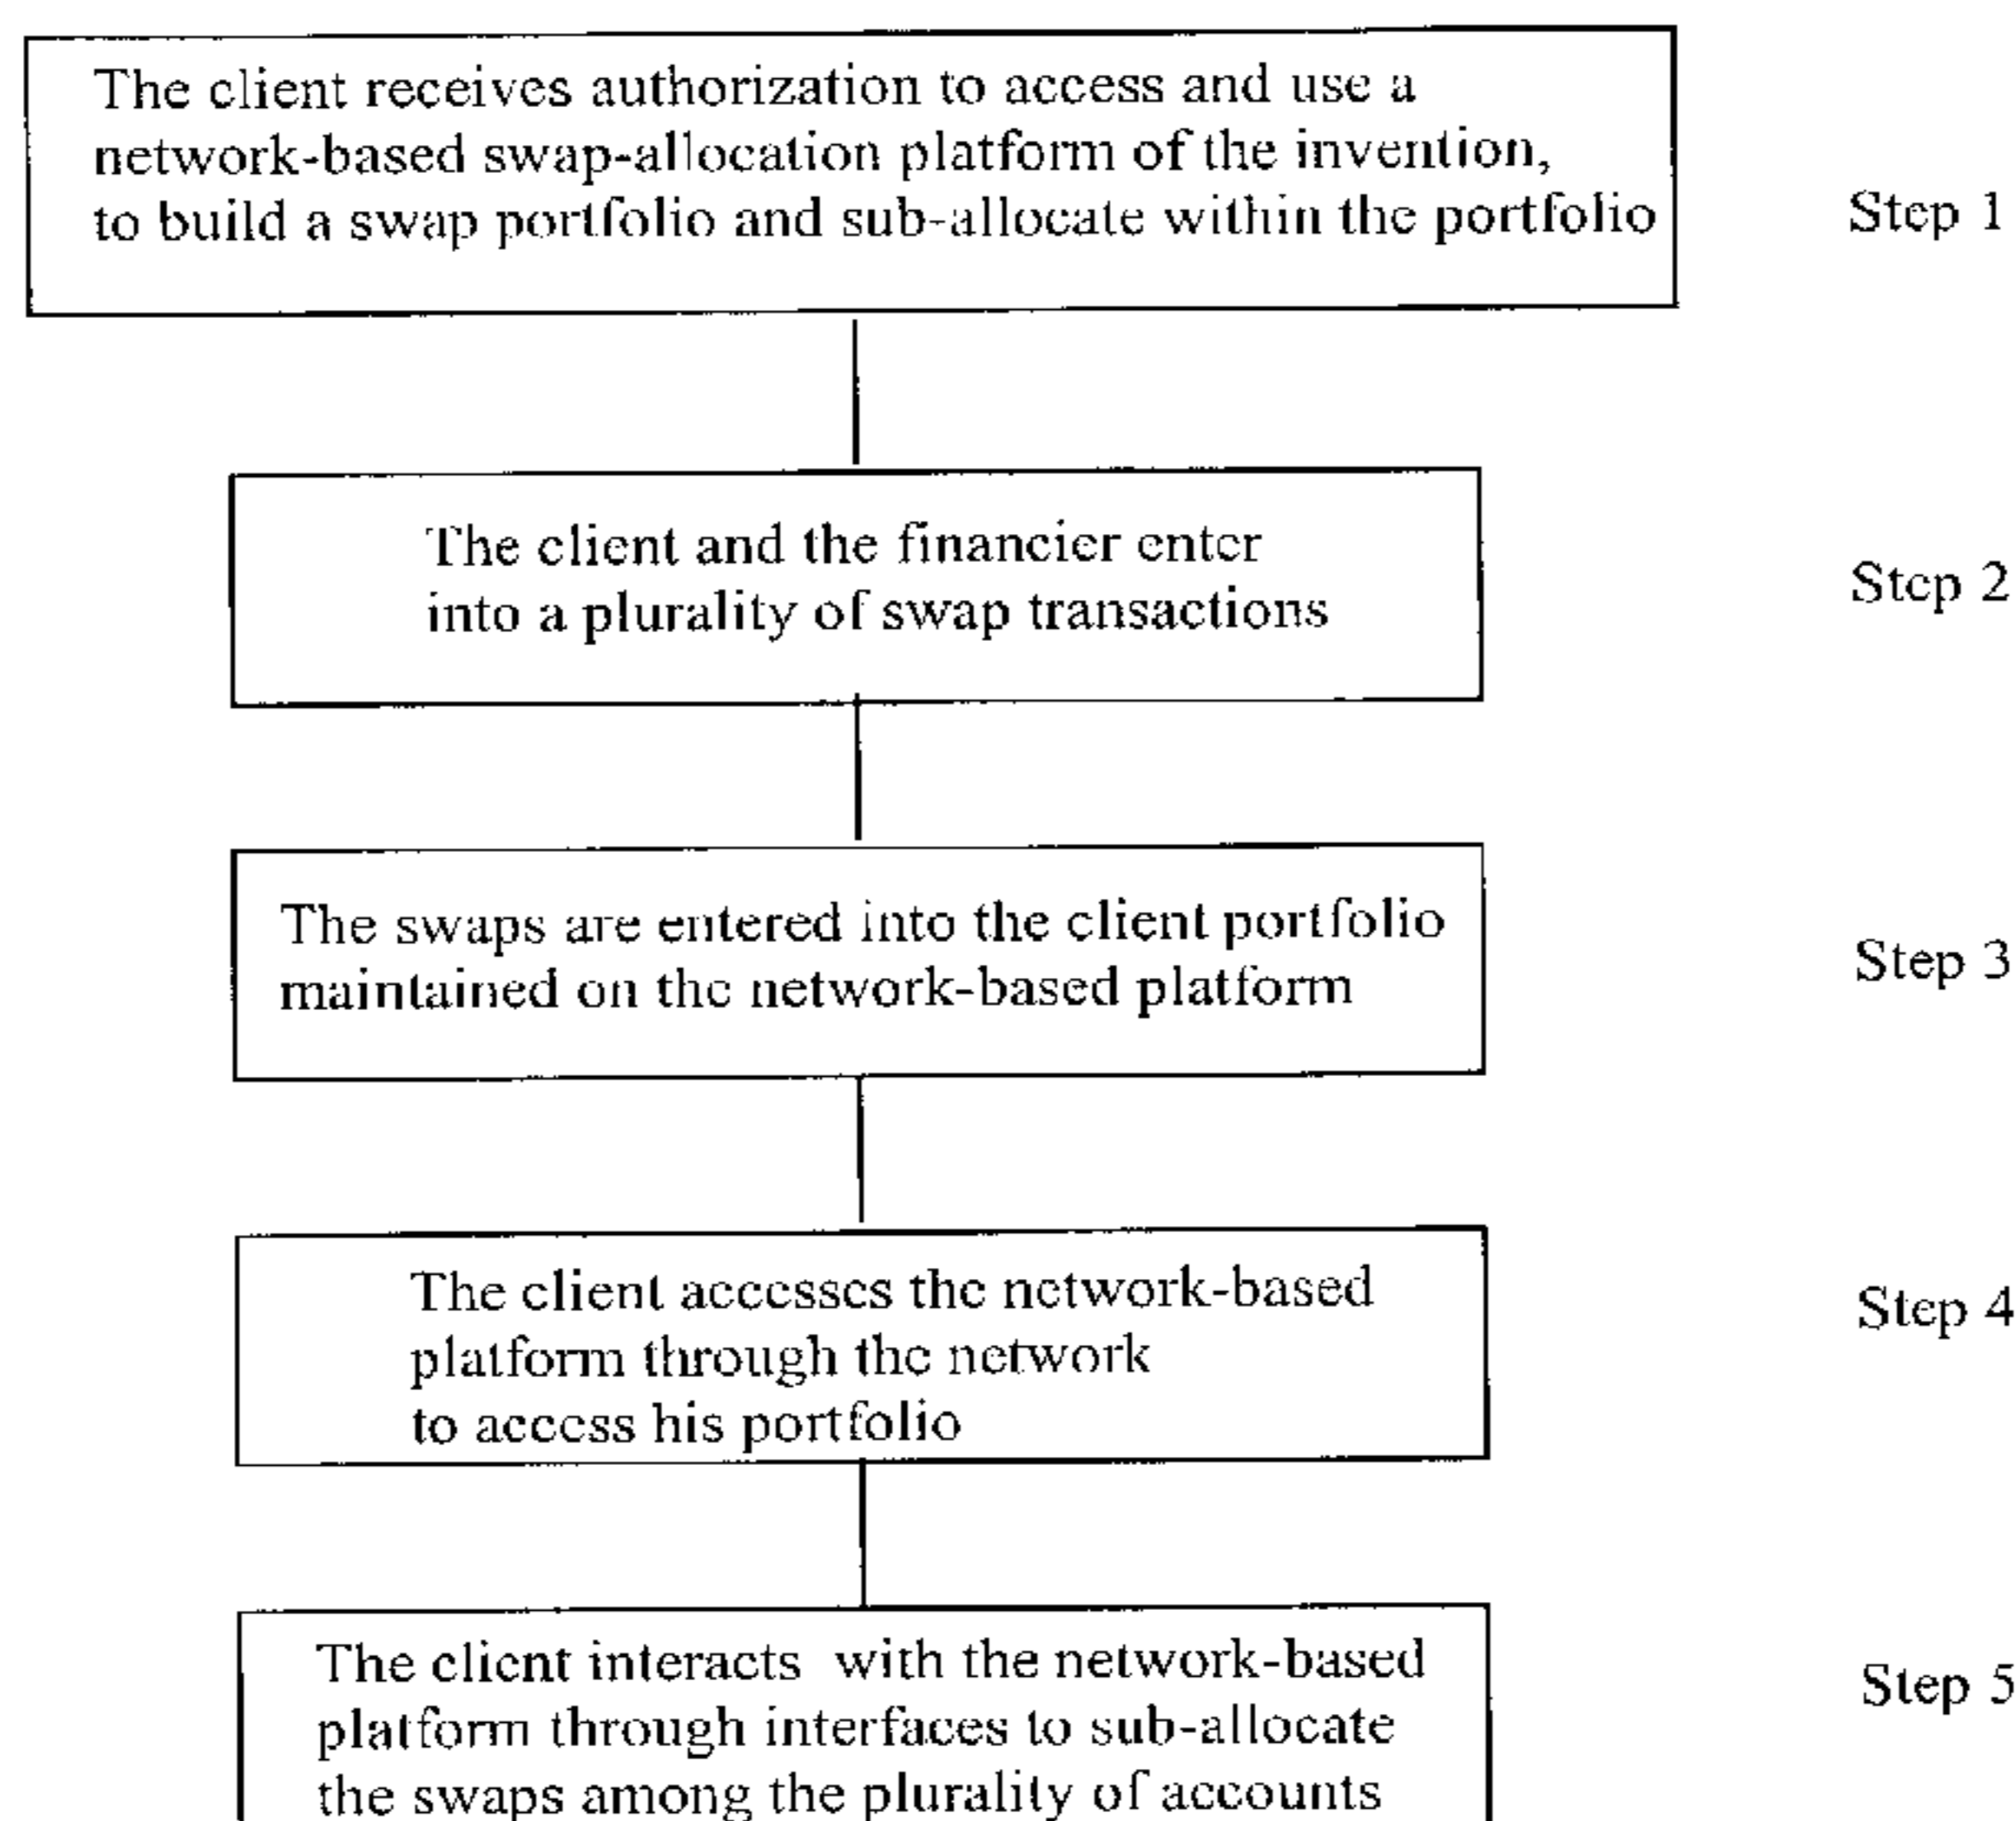 The client receives authorization to access and use a
network-based swap-allocation platform of the invention,
to build a swap portfolio and sub-allocate within the portfolio
Step 1
The client and the financier enter
into a plurality of swap transactions
Step 2
The swaps are entered into the client portfolio
maintained on the network-based platform
Step 3
The client accesses the network-based
platform through the network
to access his portfolio
Step 4
The client interacts with the network-based
platform through interfaces to sub-allocate
the swaps among the plurality of accounts
Step 5